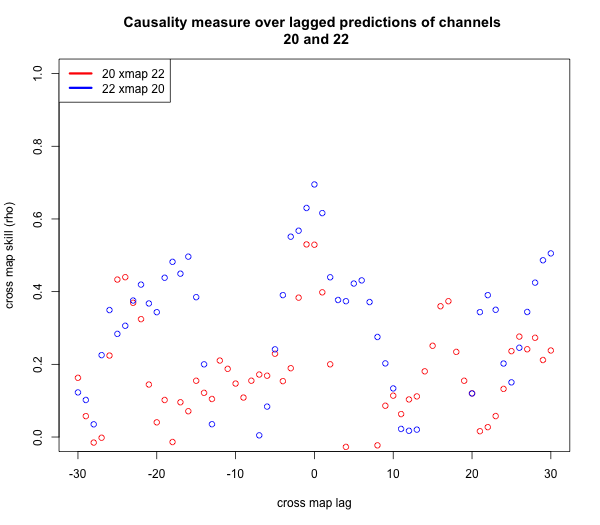 Causality measure over lagged predictions of channels
20 and 22
20 xmap 22
22 xmap 20
1.0
0.8
0.6
0.4
0.2
0.0
cross map skill (rho)
-30
-20
-10
0
10
20
30
cross map lag